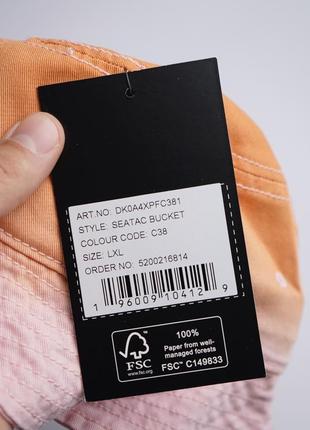 ART.NO: DK0A4XPFC381
STYLE: SEATAC BUCKET
COLOUR CODE: C38
SIZE: LXL
ORDER NO: 5200216814
1 96009 10412 9
FSC
www.fsc.org
100%
Paper from well-
managed forests
FSC™ C149833